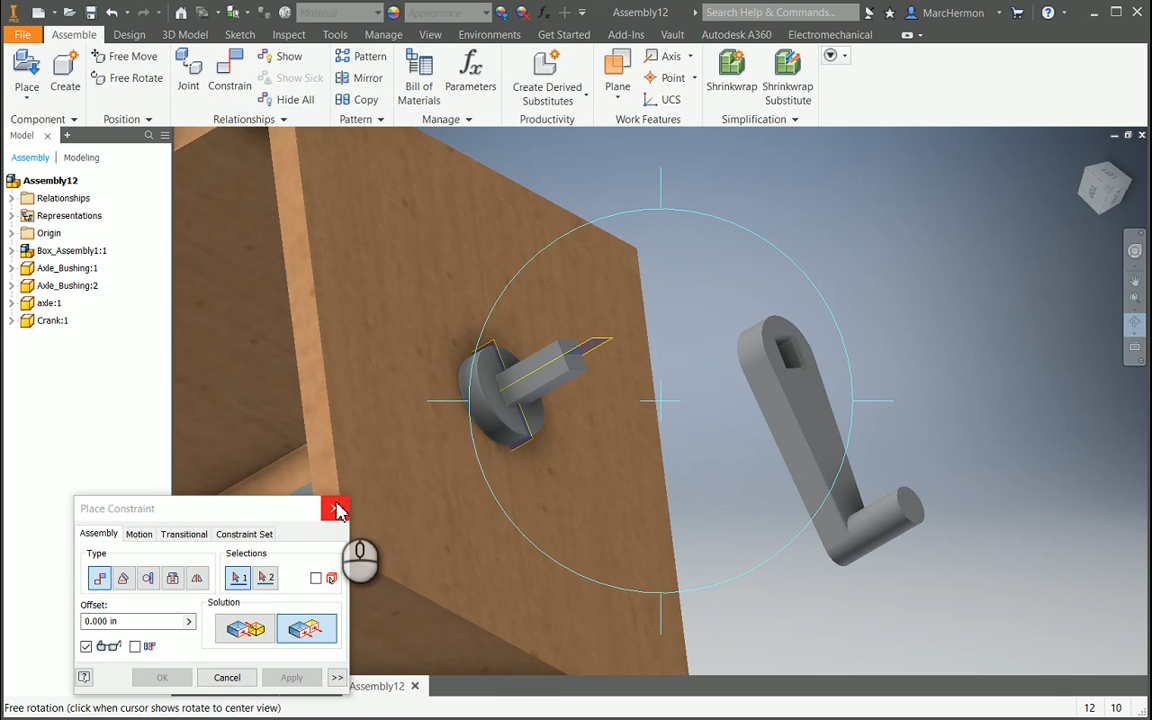 PRO
Material
Appearance
Assembly12
Search Help & Commands...
MarcHermon
File
Assemble
Design
3D Model
Sketch
Inspect
Tools
Manage
View
Environments
Get Started
Add-Ins
Vault
Autodesk A360
Electromechanical
Place
Create
Free Move
Free Rotate
Joint
Constrain
Show
Show Sick
Hide All
Pattern
Mirror
Copy
Bill of Materials
Parameters
Create Derived Substitutes
Plane
Axis
Point
UCS
Shrinkwrap
Shrinkwrap Substitute
Component
Position
Relationships
Pattern
Manage
Productivity
Work Features
Simplification
Model
Assembly
Modeling
Assembly12
Relationships
Representations
Origin
Box_Assembly1:1
Axle_Bushing:1
Axle_Bushing:2
axle:1
Crank:1
Place Constraint
Assembly
Motion
Transitional
Constraint Set
Type
Selections
1
2
Offset:
Solution
0.000 in
OK
Cancel
Apply
>>
Assembly12
Free rotation (click when cursor shows rotate to center view)
12
10